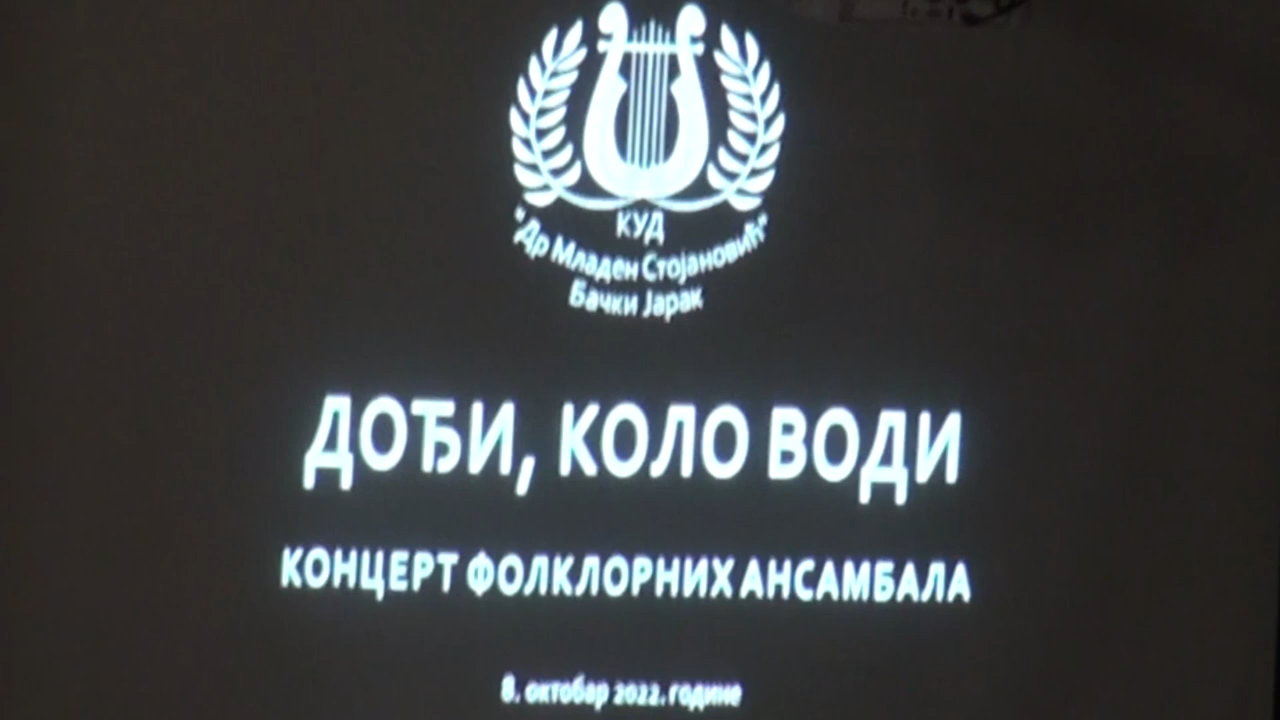 КУД
"Др Младен Стојановић"
Бачки Јарак
ДОЂИ, КОЛО ВОДИ
КОНЦЕРТ ФОЛКЛОРНИХ АНСАМБАЛА
8. октобар 2022. године